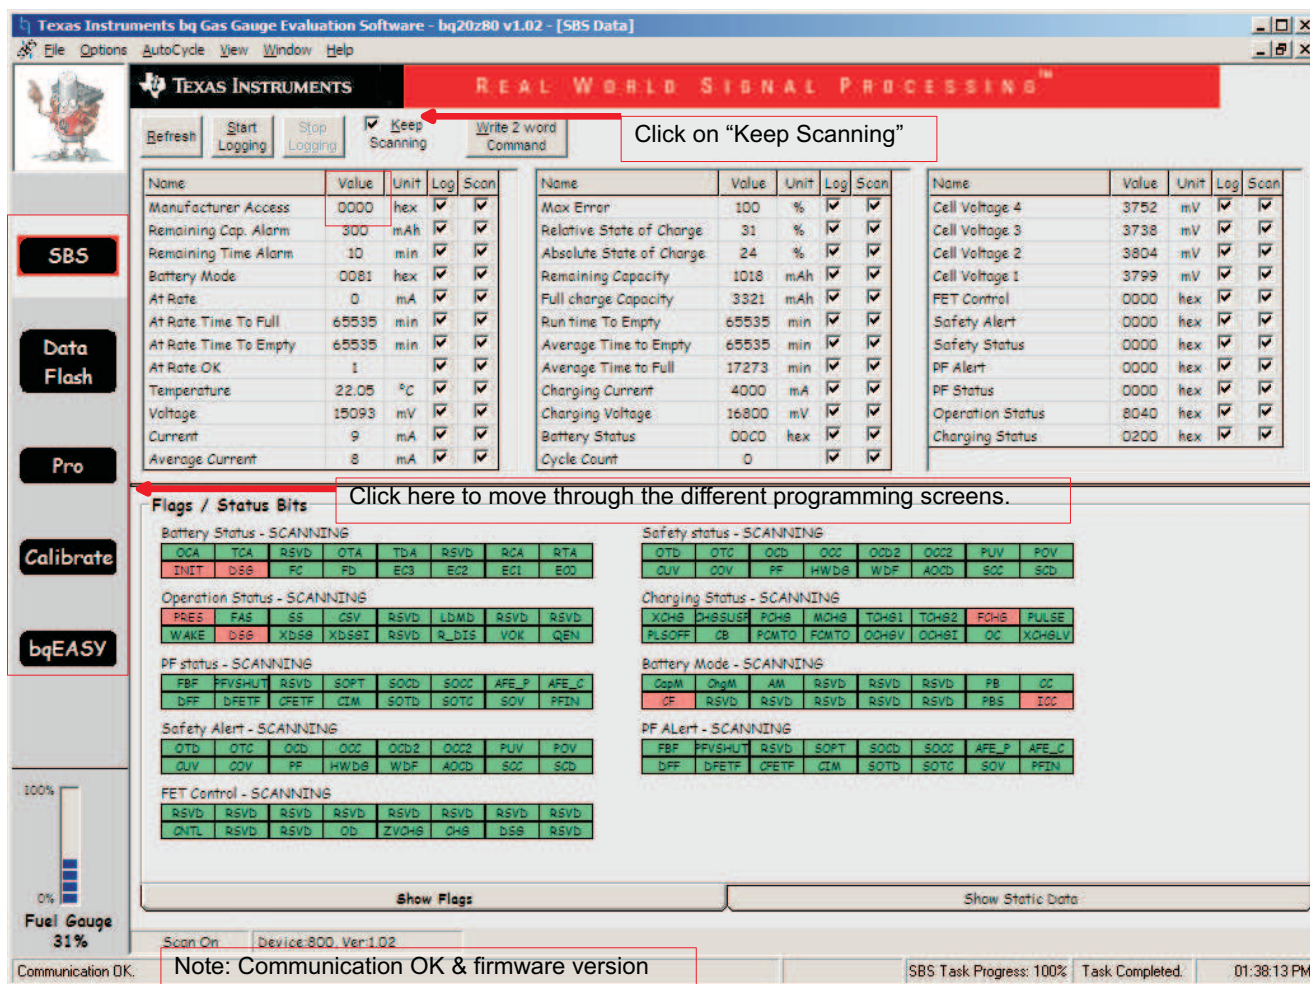 Texas Instruments bq Gas Gauge Evaluation Software - bq20z80 v1.02 - [SBS Data]
File Options AutoCycle View Window Help
TEXAS INSTRUMENTS REAL WORLD SIGNAL PROCESSING™
Refresh Start Logging Stop Logging Keep Scanning Write 2 word Command
Click on “Keep Scanning”
SBS
Data Flash
Pro
Calibrate
bqEASY
100%
0%
Fuel Gauge
31%
Name Value Unit Log Scan
Manufacturer Access 0000 hex
Remaining Cap. Alarm 300 mAh
Remaining Time Alarm 10 min
Battery Mode 0081 hex
At Rate 0 mA
At Rate Time To Full 65535 min
At Rate Time To Empty 65535 min
At Rate OK 1
Temperature 22.05 °C
Voltage 15093 mV
Current 9 mA
Average Current 8 mA
Name Value Unit Log Scan
Max Error 100 %
Relative State of Charge 31 %
Absolute State of Charge 24 %
Remaining Capacity 1018 mAh
Full charge Capacity 3321 mAh
Run time To Empty 65535 min
Average Time to Empty 65535 min
Average Time to Full 17273 min
Charging Current 4000 mA
Charging Voltage 16800 mV
Battery Status 00C0 hex
Cycle Count 0
Name Value Unit Log Scan
Cell Voltage 4 3752 mV
Cell Voltage 3 3738 mV
Cell Voltage 2 3804 mV
Cell Voltage 1 3799 mV
FET Control 0000 hex
Safety Alert 0000 hex
Safety Status 0000 hex
PF Alert 0000 hex
PF Status 0000 hex
Operation Status 8040 hex
Charging Status 0200 hex
Click here to move through the different programming screens.
Flags / Status Bits
Battery Status - SCANNING
OCA TCA RSVD OTA TDA RSVD RCA RTA
INIT DSG FC FD EC3 EC2 EC1 EC0
Operation Status - SCANNING
PRES FAS SS CSV RSVD LDMD RSVD RSVD
WAKE DSG XDSG XDSGI RSVD R_DIS VOK QEN
PF status - SCANNING
FBF PFVSHUT RSVD SOPT SOCD SOCC AFE_P AFE_C
DFF DFETF CFETF CIM SOTD SOTC SOV PFIN
Safety Alert - SCANNING
OTD OTC OCD OCC OCD2 OCC2 PUV POV
CUV COV PF HWDG WDF AOCD SCC SCD
FET Control - SCANNING
RSVD RSVD RSVD RSVD RSVD RSVD RSVD RSVD
CNTL RSVD RSVD OD ZVCHG CHG DSG RSVD
Safety status - SCANNING
OTD OTC OCD OCC OCD2 OCC2 PUV POV
CUV COV PF HWDG WDF AOCD SCC SCD
Charging Status - SCANNING
XCHG CHGSUSP PCHG MCHG TCHG1 TCHG2 FCHG PULSE
PLSOFF CB PCMTO FCMTO OCHGV OCHGI OC XCHGLV
Battery Mode - SCANNING
CapM ChgM AM RSVD RSVD RSVD PB CC
CF RSVD RSVD RSVD RSVD RSVD PBS ICC
PF ALert - SCANNING
FBF PFVSHUT RSVD SOPT SOCD SOCC AFE_P AFE_C
DFF DFETF CFETF CIM SOTD SOTC SOV PFIN
Show Flags Show Static Data
Scan On Device:800, Ver:1.02
Note: Communication OK & firmware version
Communication OK. SBS Task Progress: 100% Task Completed. 01:38:13 PM